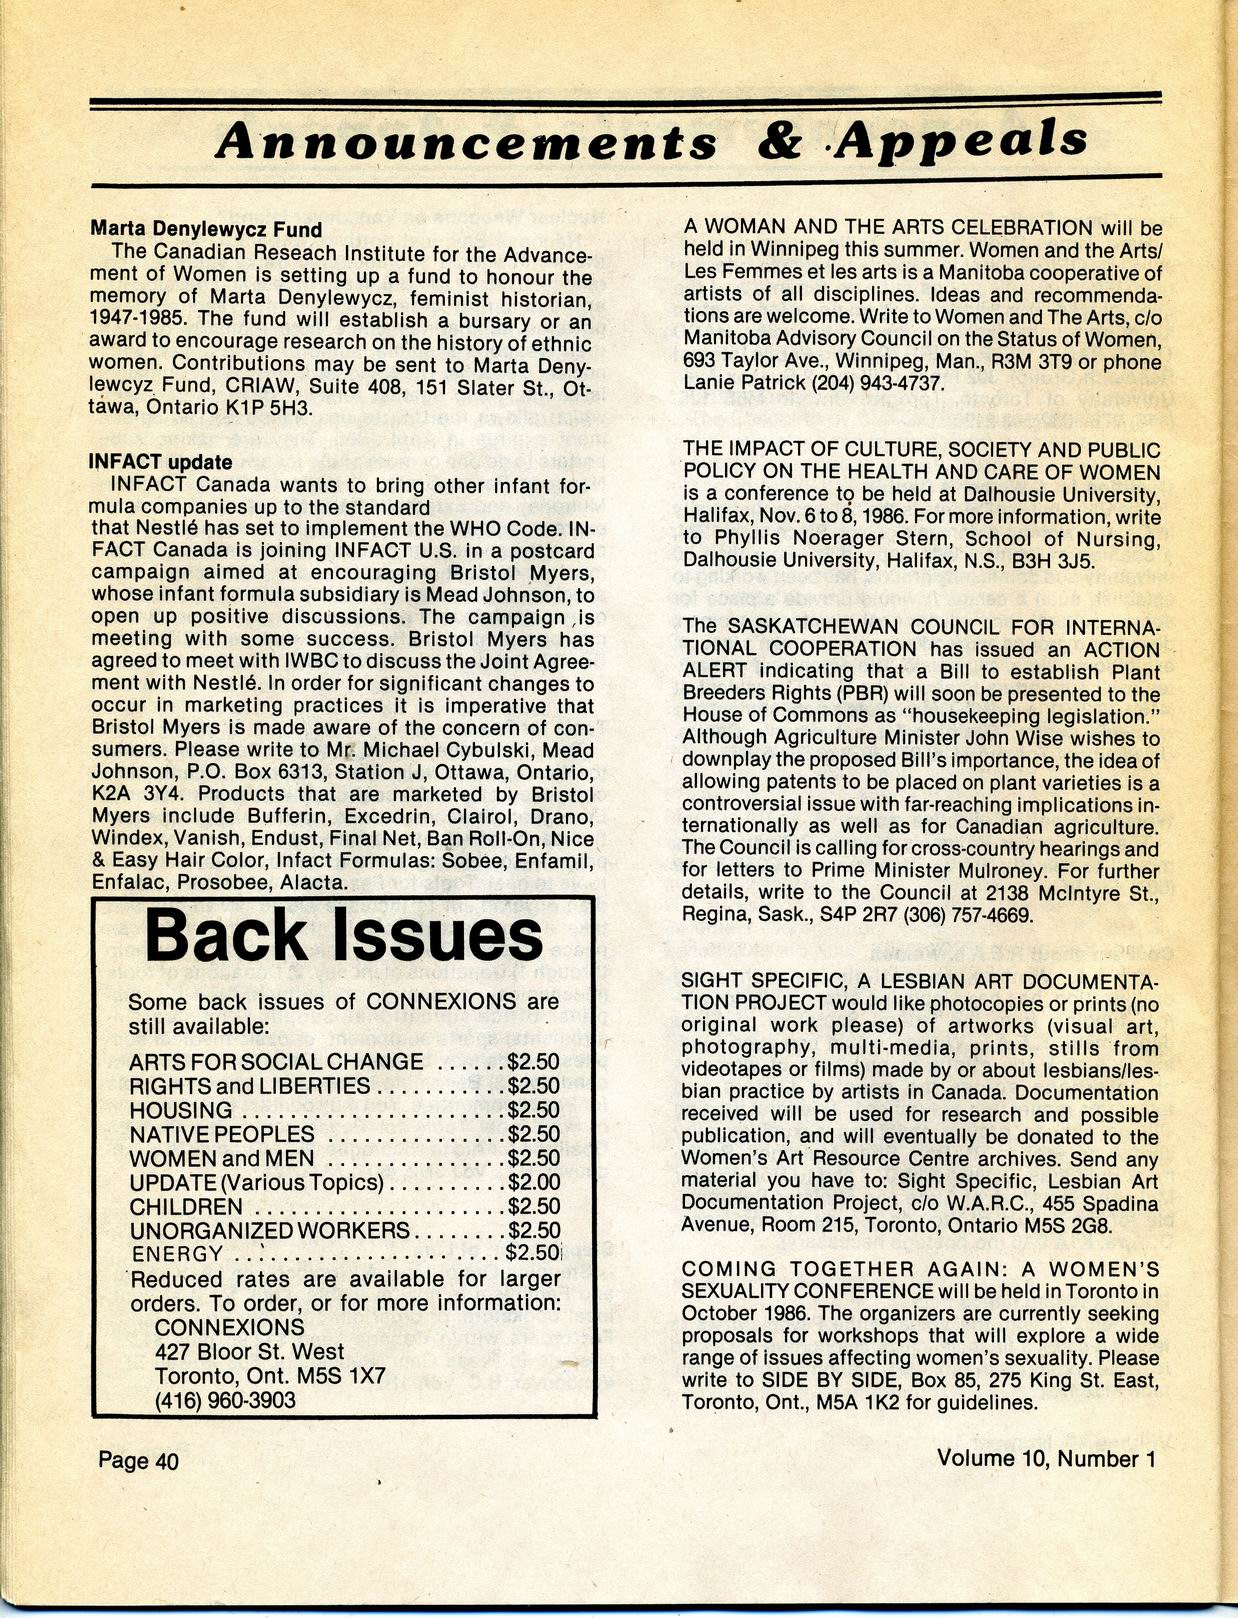 Announcements & Appeals
Marta Denylewycz Fund
The Canadian Reseach Institute for the Advance-
ment of Women is setting up a fund to honour the
memory of Marta Denylewycz, feminist historian,
1947-1985. The fund will establish a bursary or an
award to encourage research on the history of ethnic
women. Contributions may be sent to Marta Deny-
lewcyz Fund, CRIAW, Suite 408, 151 Slater St., Ot-
tawa, Ontario K1P 5H3.
INFACT update
INFACT Canada wants to bring other infant for-
mula companies up to the standard
that Nestlé has set to implement the WHO Code. IN-
FACT Canada is joining INFACT U.S. in a postcard
campaign aimed at encouraging Bristol Myers,
whose infant formula subsidiary is Mead Johnson, to
open up positive discussions. The campaign is
meeting with some success. Bristol Myers has
agreed to meet with IWBC to discuss the Joint Agree-
ment with Nestlé. In order for significant changes to
occur in marketing practices it is imperative that
Bristol Myers is made aware of the concern of con-
sumers. Please write to Mr. Michael Cybulski, Mead
Johnson, P.O. Box 6313, Station J, Ottawa, Ontario,
K2A 3Y4. Products that are marketed by Bristol
Myers include Bufferin, Excedrin, Clairol, Drano,
Windex, Vanish, Endust, Final Net, Ban Roll-On, Nice
& Easy Hair Color, Infact Formulas: Sobee, Enfamil,
Enfalac, Prosobee, Alacta.
Back Issues
Some back issues of CONNEXIONS are
still available:
ARTS FOR SOCIAL CHANGE ......$2.50
RIGHTS and LIBERTIES ...........$2.50
HOUSING ......................$2.50
NATIVE PEOPLES ...............$2.50
WOMEN and MEN ...............$2.50
UPDATE (Various Topics) ..........$2.00
CHILDREN .....................$2.50
UNORGANIZED WORKERS ........$2.50
ENERGY ......................$2.50
Reduced rates are available for larger
orders. To order, or for more information:
CONNEXIONS
427 Bloor St. West
Toronto, Ont. M5S 1X7
(416) 960-3903
A WOMAN AND THE ARTS CELEBRATION will be
held in Winnipeg this summer. Women and the Arts/
Les Femmes et les arts is a Manitoba cooperative of
artists of all disciplines. Ideas and recommenda-
tions are welcome. Write to Women and The Arts, c/o
Manitoba Advisory Council on the Status of Women,
693 Taylor Ave., Winnipeg, Man., R3M 3T9 or phone
Lanie Patrick (204) 943-4737.
THE IMPACT OF CULTURE, SOCIETY AND PUBLIC
POLICY ON THE HEALTH AND CARE OF WOMEN
is a conference to be held at Dalhousie University,
Halifax, Nov. 6 to 8, 1986. For more information, write
to Phyllis Noerager Stern, School of Nursing,
Dalhousie University, Halifax, N.S., B3H 3J5.
The SASKATCHEWAN COUNCIL FOR INTERNA-
TIONAL COOPERATION has issued an ACTION
ALERT indicating that a Bill to establish Plant
Breeders Rights (PBR) will soon be presented to the
House of Commons as "housekeeping legislation."
Although Agriculture Minister John Wise wishes to
downplay the proposed Bill's importance, the idea of
allowing patents to be placed on plant varieties is a
controversial issue with far-reaching implications in-
ternationally as well as for Canadian agriculture.
The Council is calling for cross-country hearings and
for letters to Prime Minister Mulroney. For further
details, write to the Council at 2138 McIntyre St.,
Regina, Sask., S4P 2R7 (306) 757-4669.
SIGHT SPECIFIC, A LESBIAN ART DOCUMENTA-
TION PROJECT would like photocopies or prints (no
original work please) of artworks (visual art,
photography, multi-media, prints, stills from
videotapes or films) made by or about lesbians/les-
bian practice by artists in Canada. Documentation
received will be used for research and possible
publication, and will eventually be donated to the
Women's Art Resource Centre archives. Send any
material you have to: Sight Specific, Lesbian Art
Documentation Project, c/o W.A.R.C., 455 Spadina
Avenue, Room 215, Toronto, Ontario M5S 2G8.
COMING TOGETHER AGAIN: A WOMEN'S
SEXUALITY CONFERENCE will be held in Toronto in
October 1986. The organizers are currently seeking
proposals for workshops that will explore a wide
range of issues affecting women's sexuality. Please
write to SIDE BY SIDE, Box 85, 275 King St. East,
Toronto, Ont., M5A 1K2 for guidelines.
Page 40
Volume 10, Number 1